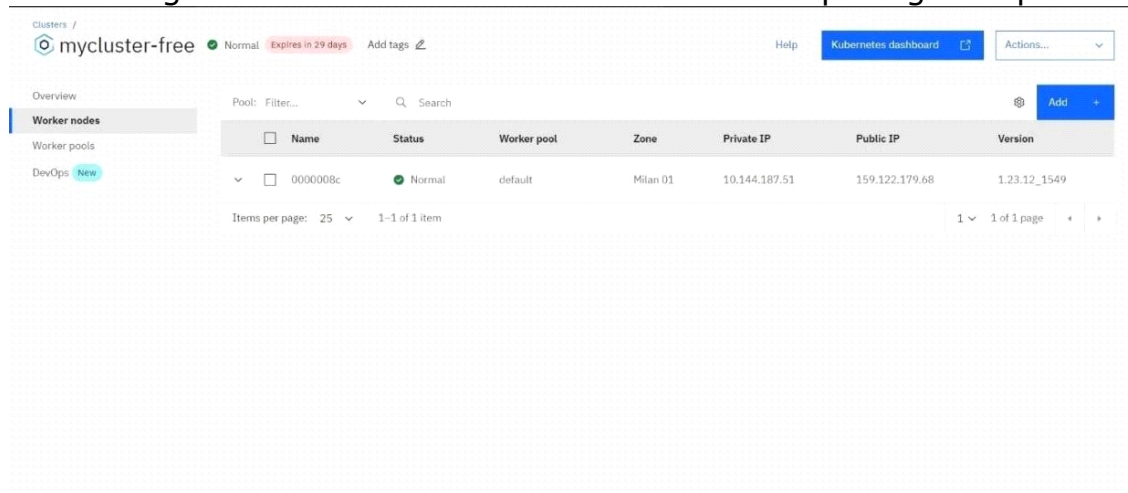 Clusters /
mycluster-free Normal Expires in 29 days Add tags Help Kubernetes dashboard Actions...
Overview
Worker nodes
Worker pools
DevOps New
Pool: Filter... Search Add +
Name Status Worker pool Zone Private IP Public IP Version
0000008c Normal default Milan 01 10.144.187.51 159.122.179.68 1.23.12_1549
Items per page: 25 1–1 of 1 item 1 1 of 1 page